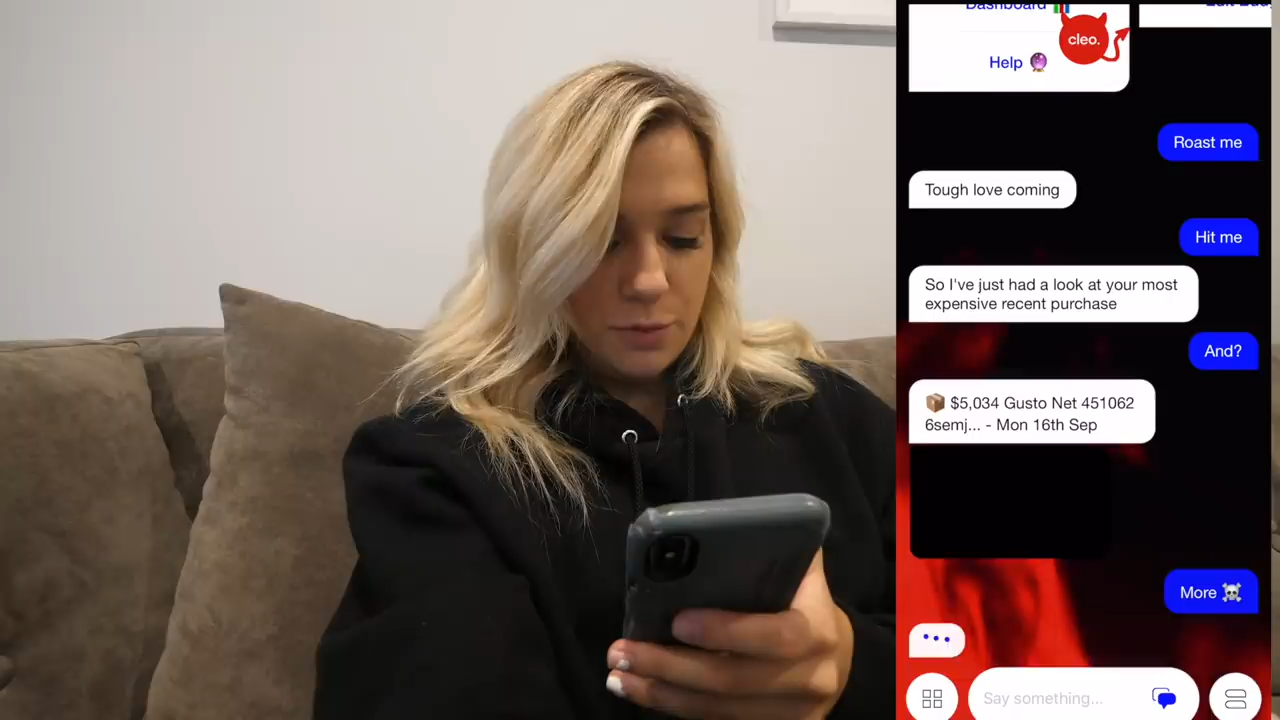 Dashboard
cleo.
Help
Roast me
Tough love coming
Hit me
So I've just had a look at your most
expensive recent purchase
And?
$5,034 Gusto Net 451062
6semj... - Mon 16th Sep
More
Say something...